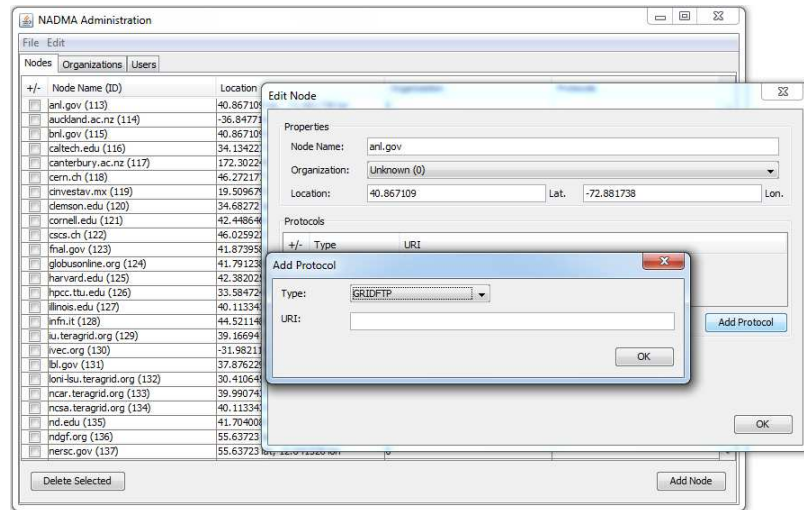 NADMA Administration
File Edit
Nodes Organizations Users
+/- Node Name (ID) Location
anl.gov (113) 40.867109
auckland.ac.nz (114) -36.8477
bnl.gov (115) 40.867109
caltech.edu (116) 34.13422
canterbury.ac.nz (117) 172.3022
cern.ch (118) 46.27217
cinvestav.mx (119) 19.50967
clemson.edu (120) 34.68272
cornell.edu (121) 42.44864
cscs.ch (122) 46.02592
fnal.gov (123) 41.87395
globusonline.org (124) 41.79123
harvard.edu (125) 42.38202
hpcc.ttu.edu (126) 33.58472
illinois.edu (127) 40.11334
infn.it (128) 44.52114
iu.teragrid.org (129) 39.16694
ivec.org (130) -31.9821
lbl.gov (131) 37.87622
loni-lsu.teragrid.org (132) 30.41064
ncar.teragrid.org (133) 39.99074
ncsa.teragrid.org (134) 40.11334
nd.edu (135) 41.70400
ndgf.org (136) 55.63723
nersc.gov (137) 55.63723
Delete Selected Add Node
Edit Node
Properties
Node Name: anl.gov
Organization: Unknown (0)
Location: 40.867109 Lat. -72.881738 Lon.
Protocols
+/- Type URI
Add Protocol
OK
Add Protocol
Type: GRIDFTP
URI:
OK